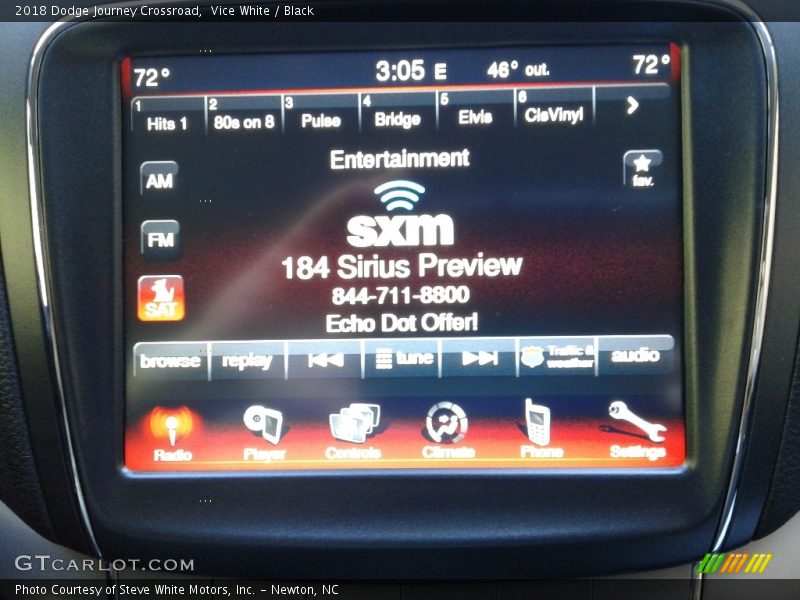 2018 Dodge Journey Crossroad, Vice White / Black
72° 3:05 E 46° out. 72°
1 Hits 1 2 80s on 8 3 Pulse 4 Bridge 5 Elvis 6 ClsVinyl
Entertainment
AM
fav.
sxm
FM
184 Sirius Preview
844-711-8800
SAT
Echo Dot Offer!
browse replay tune Traffic & weather audio
Radio Player Controls Climate Phone Settings
GTCARLOT.COM
Photo Courtesy of Steve White Motors, Inc. – Newton, NC